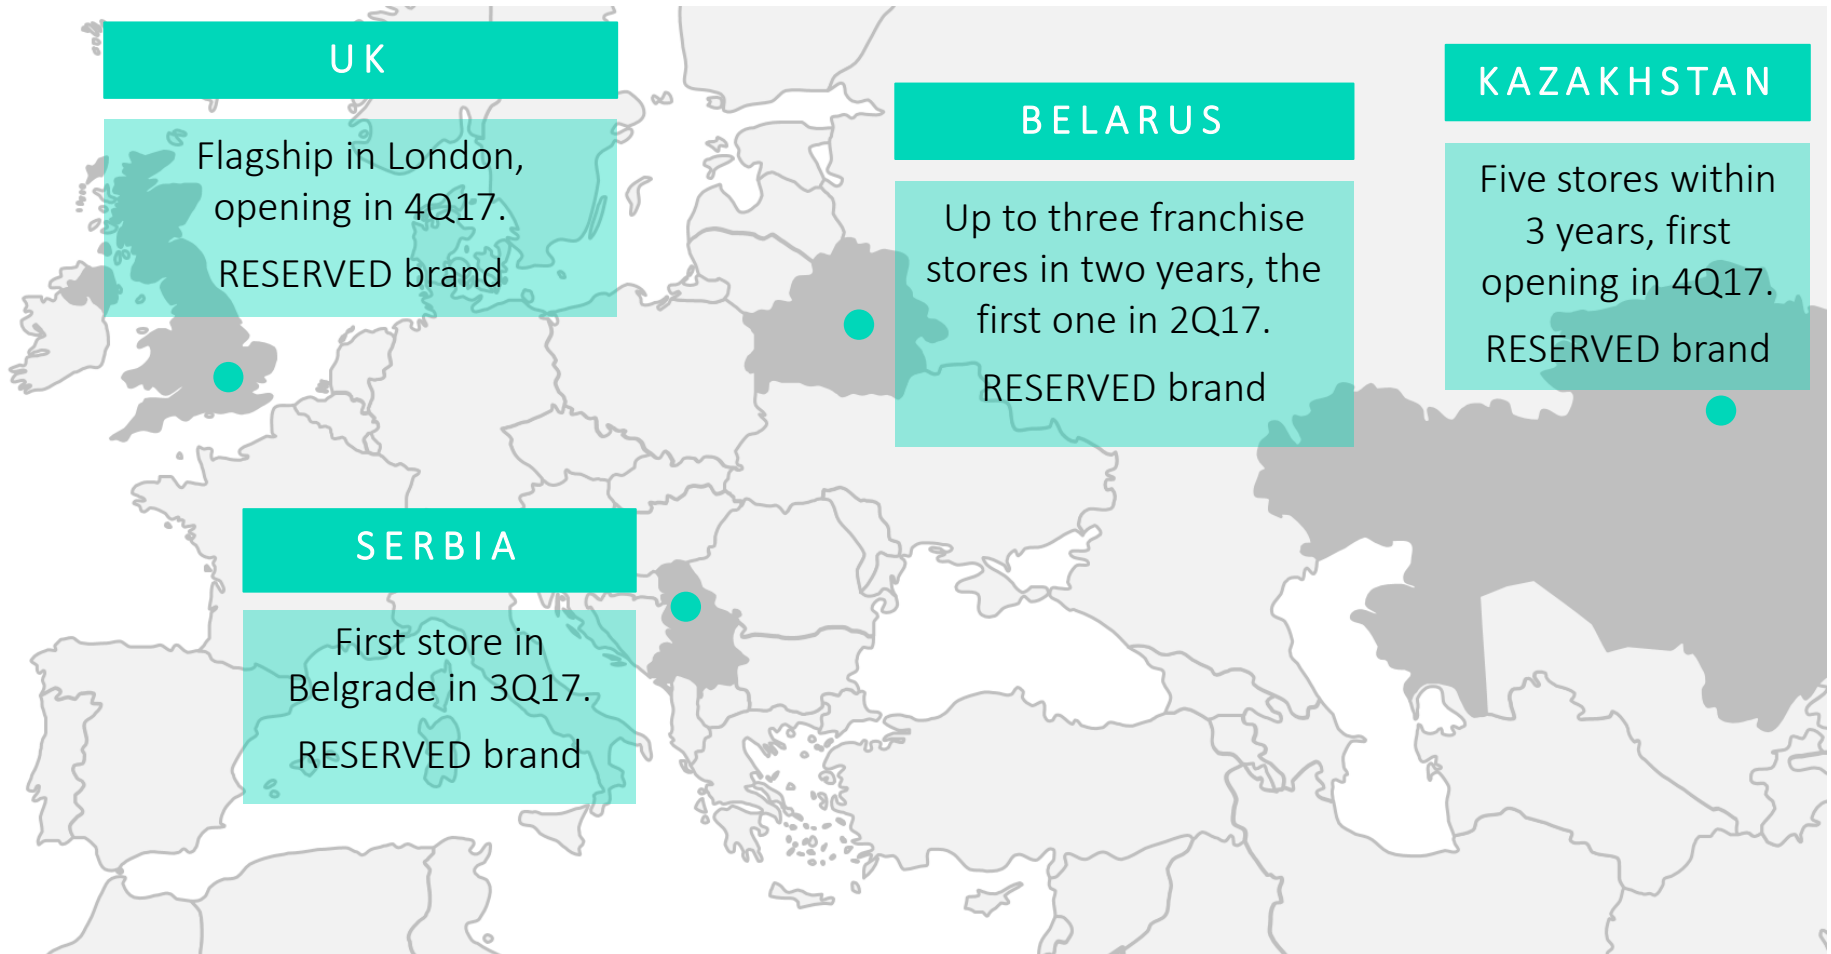 UK
Flagship in London,
opening in 4Q17.
RESERVED brand
BELARUS
Up to three franchise
stores in two years, the
first one in 2Q17.
RESERVED brand
KAZAKHSTAN
Five stores within
3 years, first
opening in 4Q17.
RESERVED brand
SERBIA
First store in
Belgrade in 3Q17.
RESERVED brand